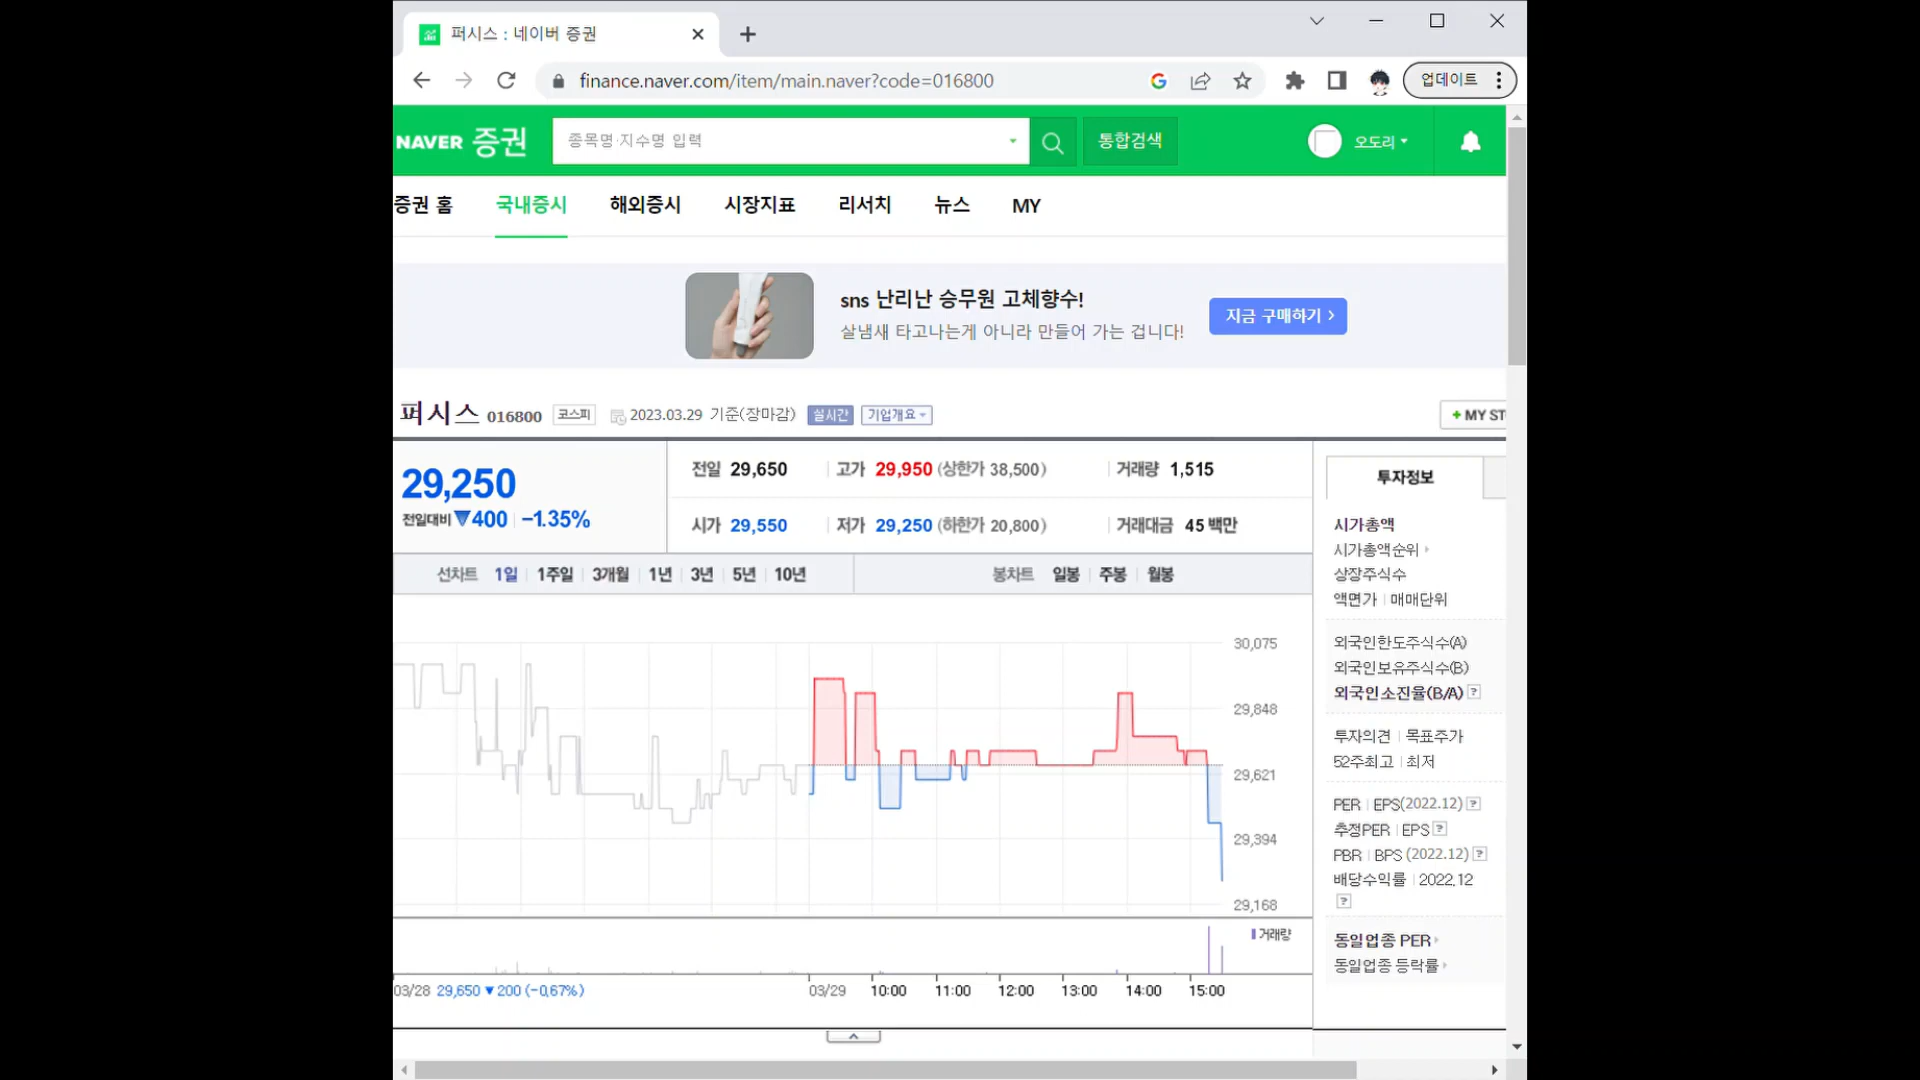 퍼시스 : 네이버 증권
finance.naver.com/item/main.naver?code=016800
업데이트
NAVER 증권
종목명·지수명 입력
통합검색
오도리
증권 홈 국내증시 해외증시 시장지표 리서치 뉴스 MY
sns 난리난 승무원 고체향수!
살냄새 타고나는게 아니라 만들어 가는 겁니다!
지금 구매하기
퍼시스 016800 코스피 2023.03.29 기준(장마감) 실시간 기업개요
+ MY ST
29,250
전일대비 ▼400 | -1.35%
전일 29,650 | 고가 29,950 (상한가 38,500) | 거래량 1,515
시가 29,550 | 저가 29,250 (하한가 20,800) | 거래대금 45 백만
선차트 1일 | 1주일 | 3개월 | 1년 | 3년 | 5년 | 10년
봉차트 일봉 | 주봉 | 월봉
30,075
29,848
29,621
29,394
29,168
거래량
03/28 29,650 ▼ 200 (-0.67%)
03/29 10:00 11:00 12:00 13:00 14:00 15:00
투자정보
시가총액
시가총액순위
상장주식수
액면가 | 매매단위
외국인한도주식수(A)
외국인보유주식수(B)
외국인소진율(B/A) ?
투자의견 | 목표주가
52주최고 | 최저
PER | EPS(2022.12) ?
추정PER | EPS ?
PBR | BPS (2022.12) ?
배당수익률 | 2022.12
?
동일업종 PER
동일업종 등락률